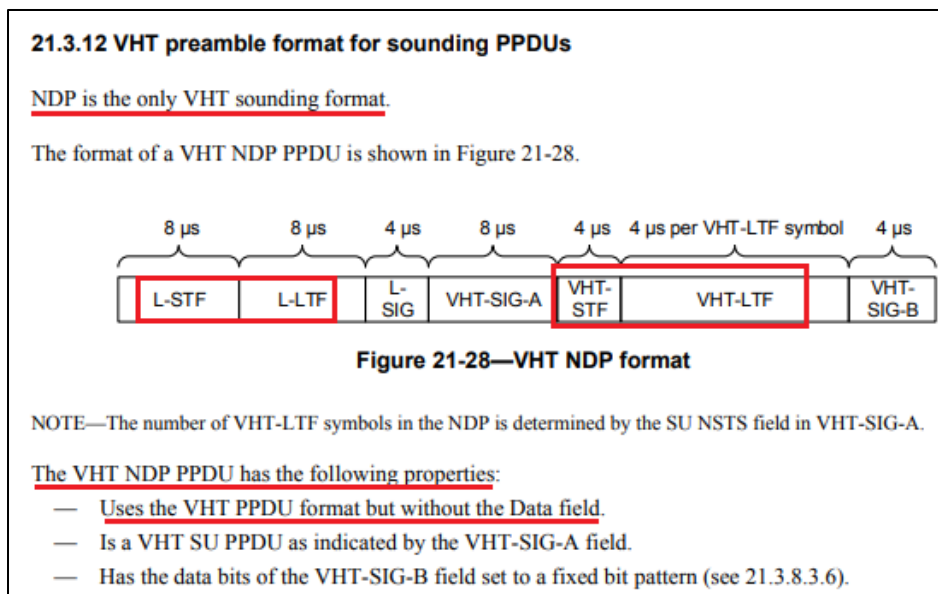 21.3.12 VHT preamble format for sounding PPDUs
NDP is the only VHT sounding format.
The format of a VHT NDP PPDU is shown in Figure 21-28.
8 µs 8 µs 4 µs 8 µs 4 µs 4 µs per VHT-LTF symbol 4 µs
L-STF L-LTF L-SIG VHT-SIG-A VHT-STF VHT-LTF VHT-SIG-B
Figure 21-28—VHT NDP format
NOTE—The number of VHT-LTF symbols in the NDP is determined by the SU NSTS field in VHT-SIG-A.
The VHT NDP PPDU has the following properties:
— Uses the VHT PPDU format but without the Data field.
— Is a VHT SU PPDU as indicated by the VHT-SIG-A field.
— Has the data bits of the VHT-SIG-B field set to a fixed bit pattern (see 21.3.8.3.6).